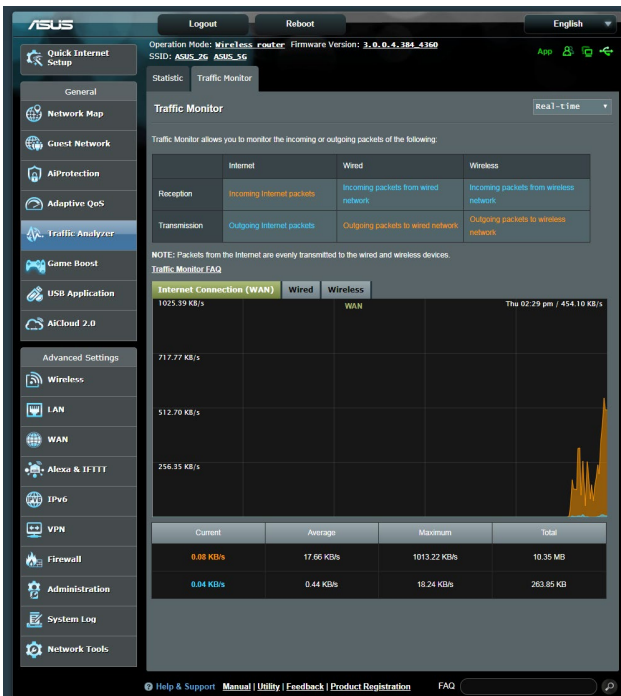 ASUS
Logout
Reboot
English
Quick Internet
Setup
Operation Mode: Wireless router Firmware Version: 3.0.0.4.384_4360
SSID: ASUS_2G ASUS_5G
App
Statistic
Traffic Monitor
General
Network Map
Guest Network
AiProtection
Adaptive QoS
Traffic Analyzer
Game Boost
USB Application
AiCloud 2.0
Advanced Settings
Wireless
LAN
WAN
Alexa & IFTTT
IPv6
VPN
Firewall
Administration
System Log
Network Tools
Traffic Monitor
Real-time
Traffic Monitor allows you to monitor the incoming or outgoing packets of the following:
Internet Wired Wireless
Reception
Incoming Internet packets
Incoming packets from wired
network
Incoming packets from wireless
network
Transmission
Outgoing Internet packets
Outgoing packets to wired network
Outgoing packets to wireless
network
NOTE: Packets from the Internet are evenly transmitted to the wired and wireless devices.
Traffic Monitor FAQ
Internet Connection (WAN) Wired Wireless
1025.39 KB/s
WAN
Thu 02:29 pm / 454.10 KB/s
717.77 KB/s
512.70 KB/s
256.35 KB/s
Current Average Maximum Total
0.08 KB/s 17.66 KB/s 1013.22 KB/s 10.35 MB
0.04 KB/s 0.44 KB/s 18.24 KB/s 263.85 KB
Help & Support Manual | Utility | Feedback | Product Registration FAQ